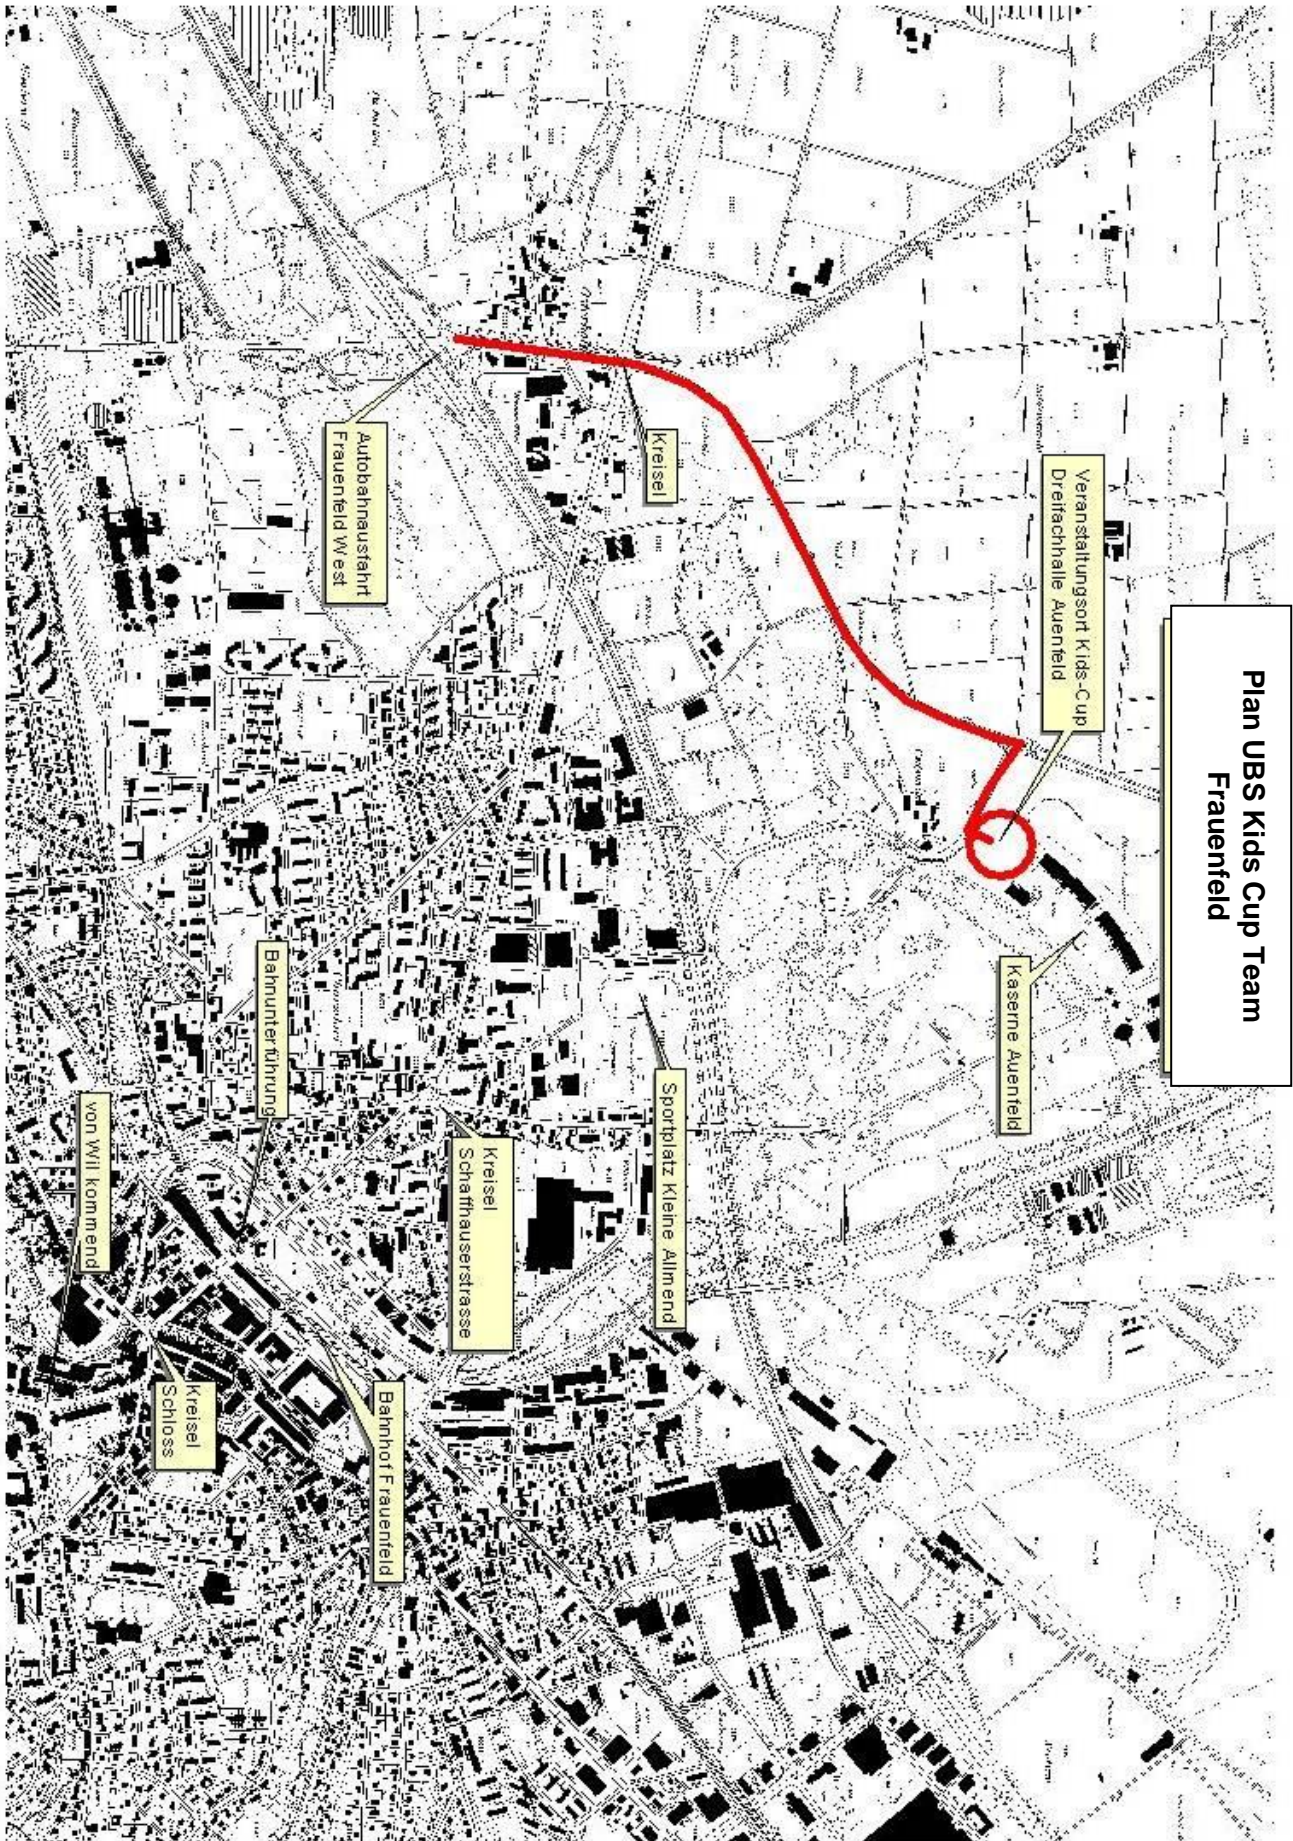 Plan UBS Kids Cup Team
Frauenfeld
Veranstaltungsort Kids-Cup
Dreifachhalle Auenfeld
Kaserne Auenfeld
Kreisel
Sportplatz Kleine Allmend
Kreisel
Schaffhauserstrasse
Autobahnausfahrt
Frauenfeld West
Bahnhof Frauenfeld
Bahnunterführung
Kreisel
Schloss
von Wil kommend